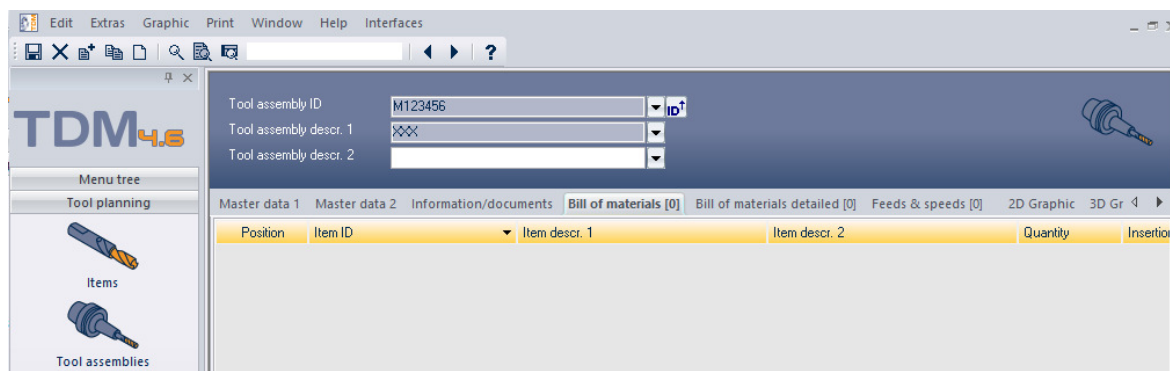 Edit Extras Graphic Print Window Help Interfaces
?
TDM4.6
Menu tree
Tool planning
Items
Tool assemblies
Tool assembly ID M123456 ID
Tool assembly descr. 1 XXX
Tool assembly descr. 2
Master data 1 Master data 2 Information/documents Bill of materials [0] Bill of materials detailed [0] Feeds & speeds [0] 2D Graphic 3D Gr
Position Item ID Item descr. 1 Item descr. 2 Quantity Insertion